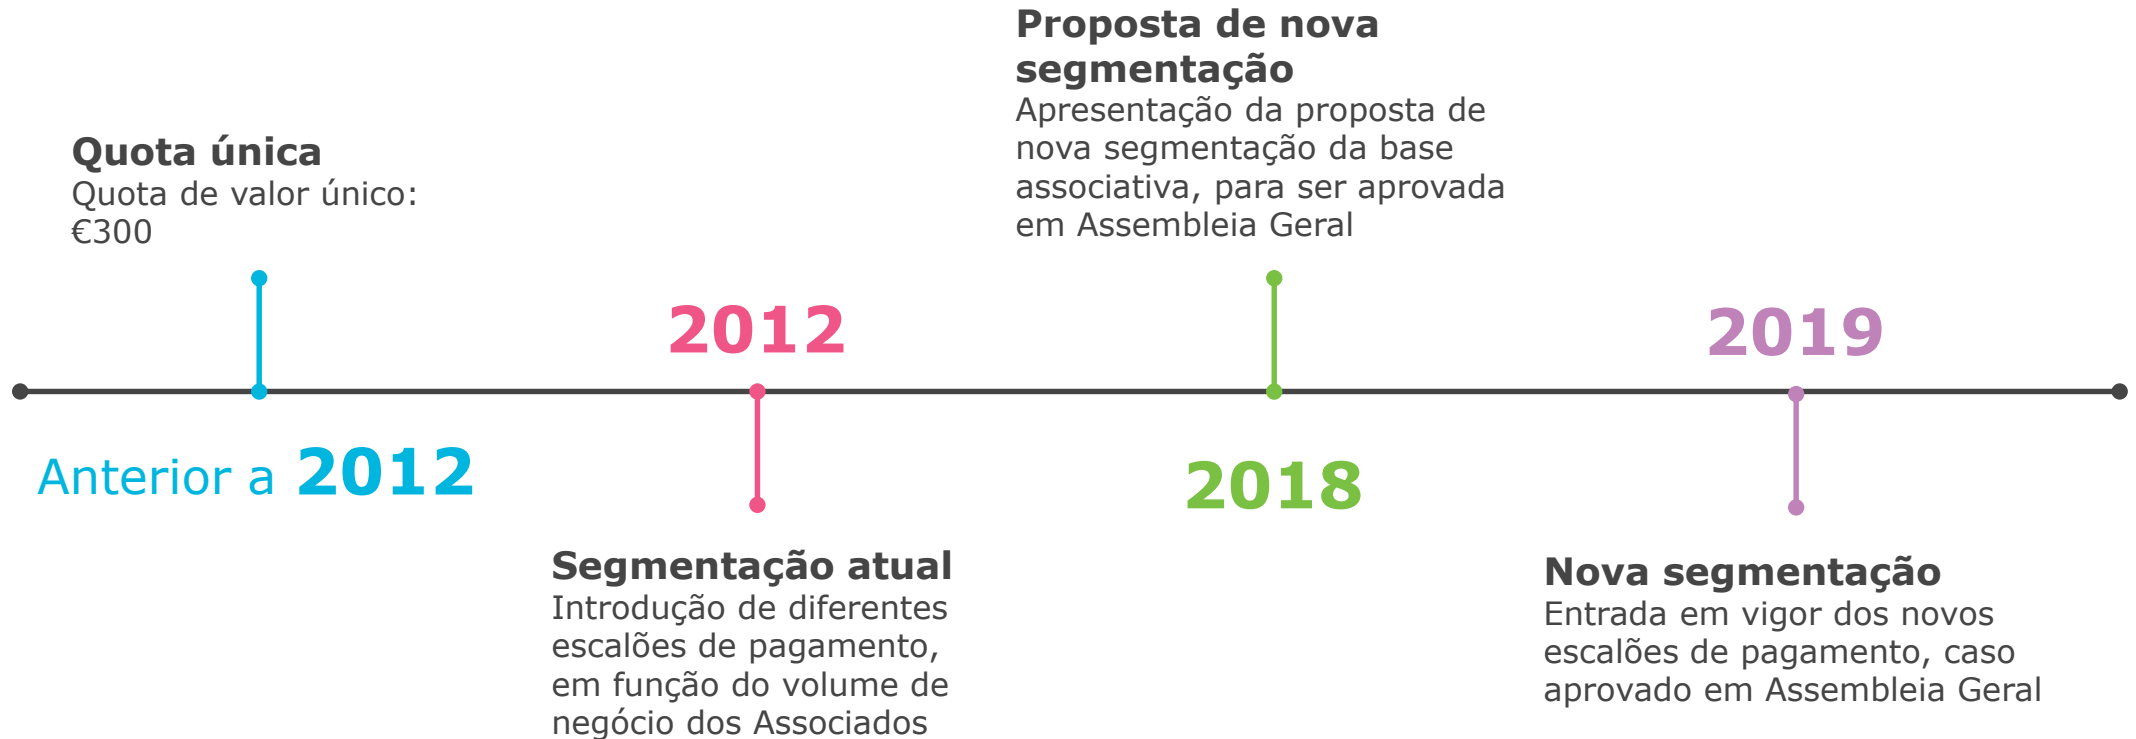 Quota única
Quota de valor único:
€300
Anterior a 2012
2012
Segmentação atual
Introdução de diferentes
escalões de pagamento,
em função do volume de
negócio dos Associados
Proposta de nova
segmentação
Apresentação da proposta de
nova segmentação da base
associativa, para ser aprovada
em Assembleia Geral
2018
2019
Nova segmentação
Entrada em vigor dos novos
escalões de pagamento, caso
aprovado em Assembleia Geral